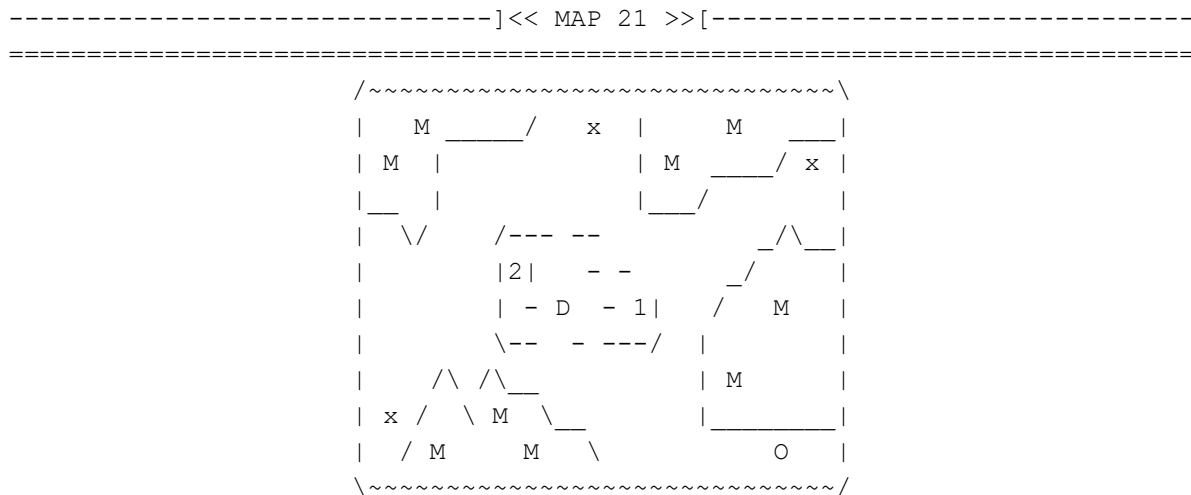 -------------------------------]<< MAP 21 >>[-------------------------------
============================================================================
/~~~~~~~~~~~~~~~~~~~~~~~~~~~~~~\
|   M _____/   x  |     M   ___|
| M  |            | M  ____/ x |
|__  |            |___/        |
|  \/    /--- --          _/\__|
|        |2|   - -      _/     |
|        | - D  - 1|   /   M   |
|        \--  - ---/  |        |
|    /\ /\__          | M      |
| x /  \ M  \__       |________|
|  / M     M   \           O   |
\~~~~~~~~~~~~~~~~~~~~~~~~~~~~~~/